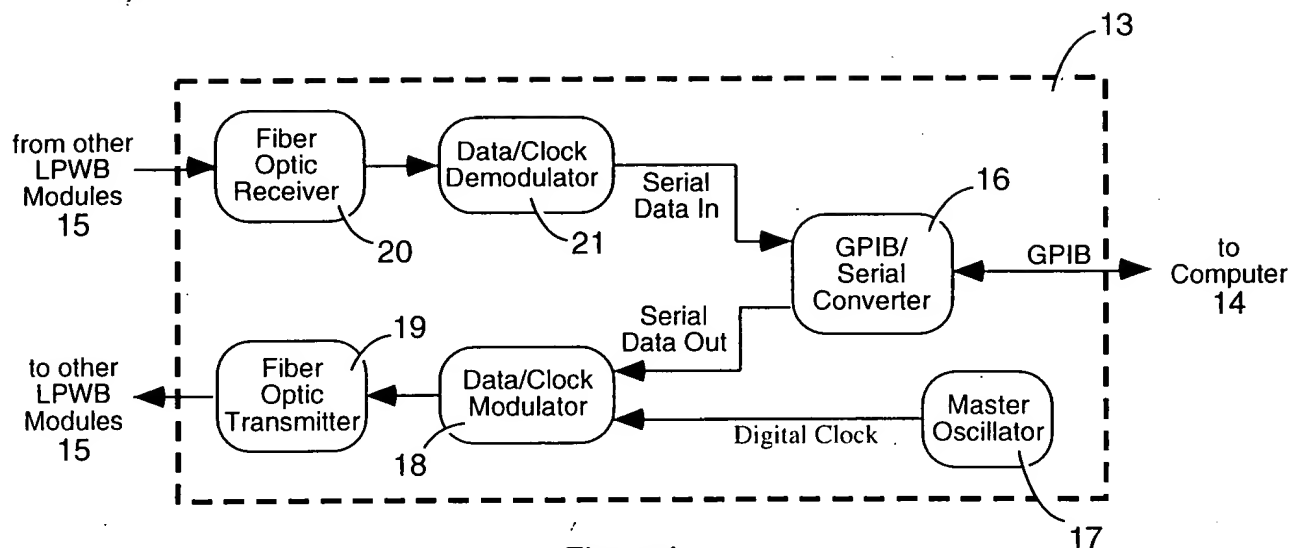 13
from other
LPWB
Modules
15
Fiber
Optic
Receiver
20
Data/Clock
Demodulator
21
Serial
Data In
16
GPIB/
Serial
Converter
GPIB
to
Computer
14
to other
LPWB
Modules
15
19
Fiber
Optic
Transmitter
Data/Clock
Modulator
18
Serial
Data Out
Digital Clock
Master
Oscillator
17